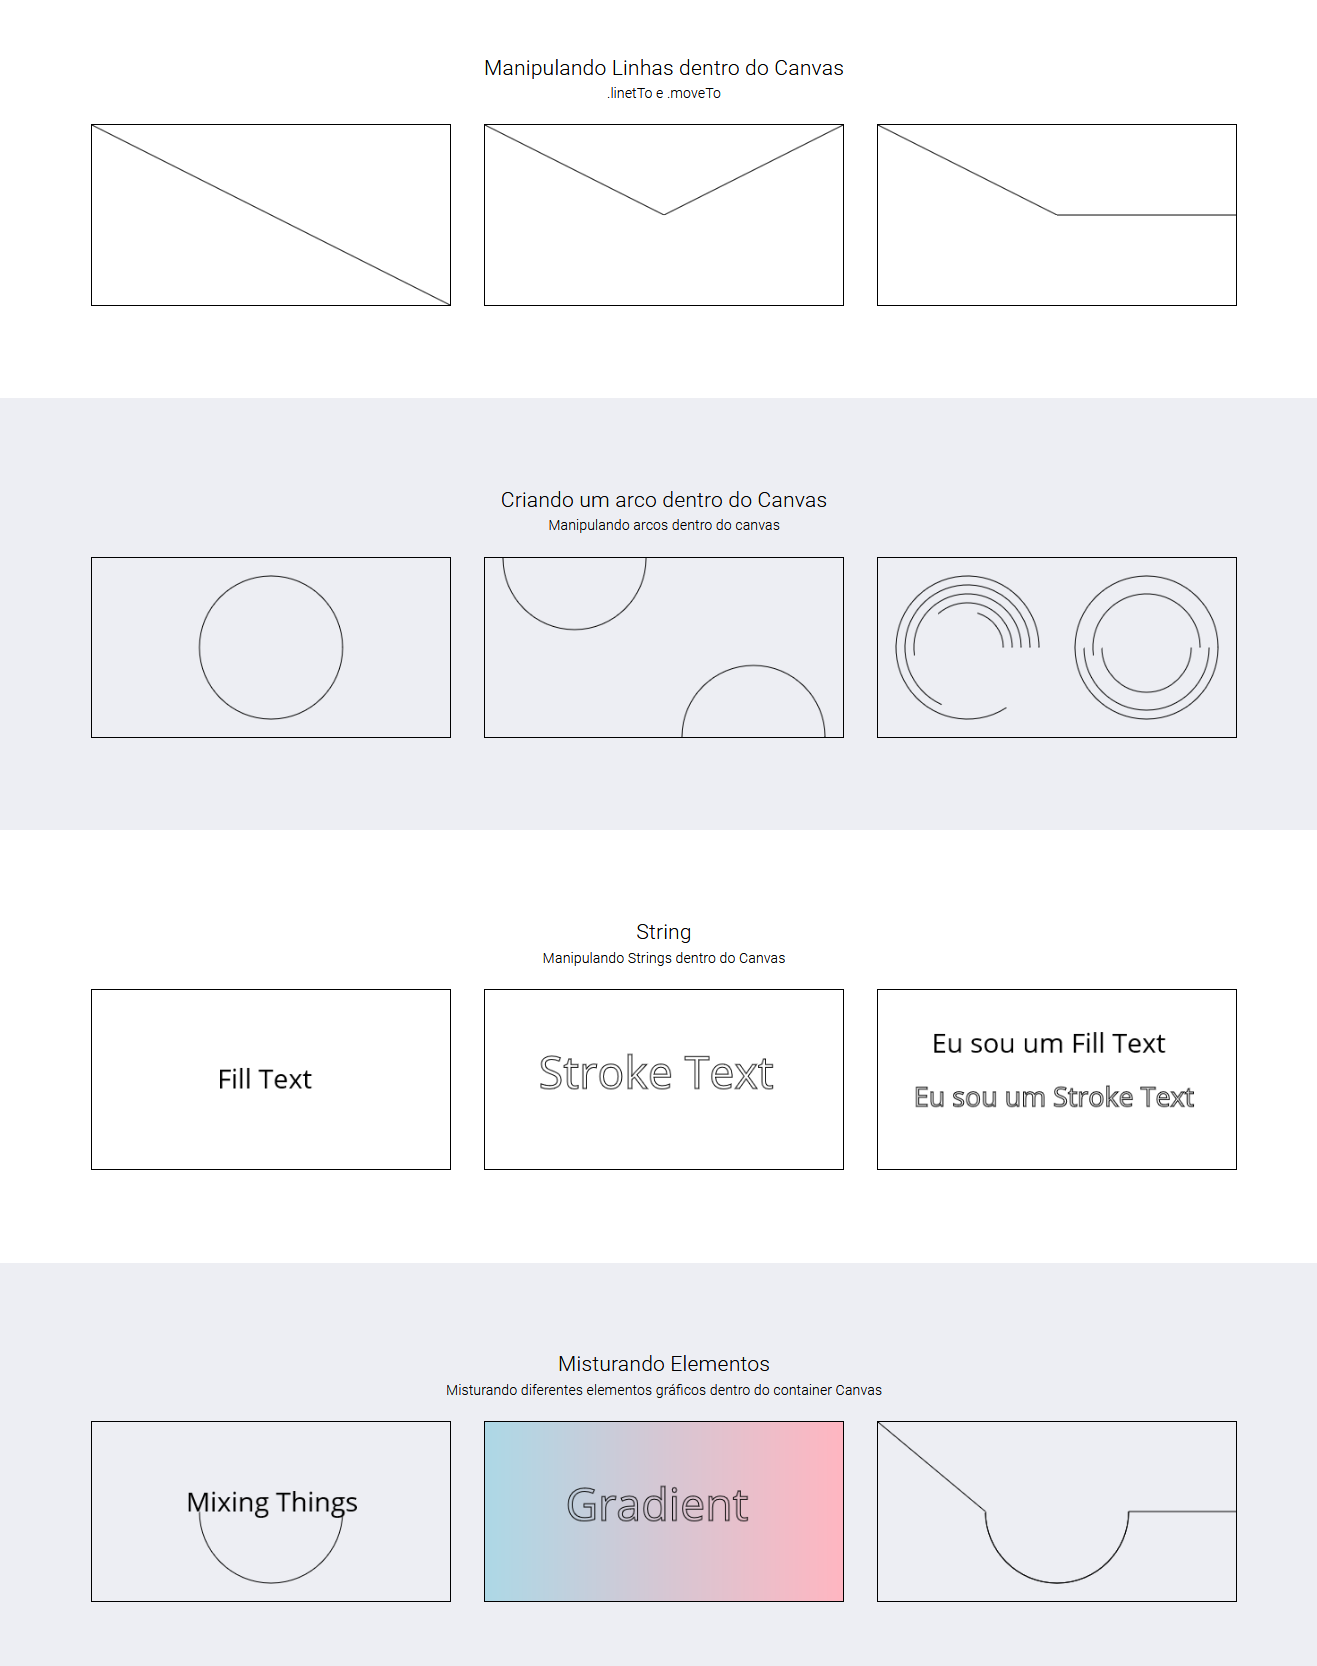 Manipulando Linhas dentro do Canvas
.linetTo e .moveTo
Criando um arco dentro do Canvas
Manipulando arcos dentro do canvas
String
Manipulando Strings dentro do Canvas
Fill Text
Stroke Text
Eu sou um Fill Text
Eu sou um Stroke Text
Misturando Elementos
Misturando diferentes elementos gráficos dentro do container Canvas
Mixing Things
Gradient